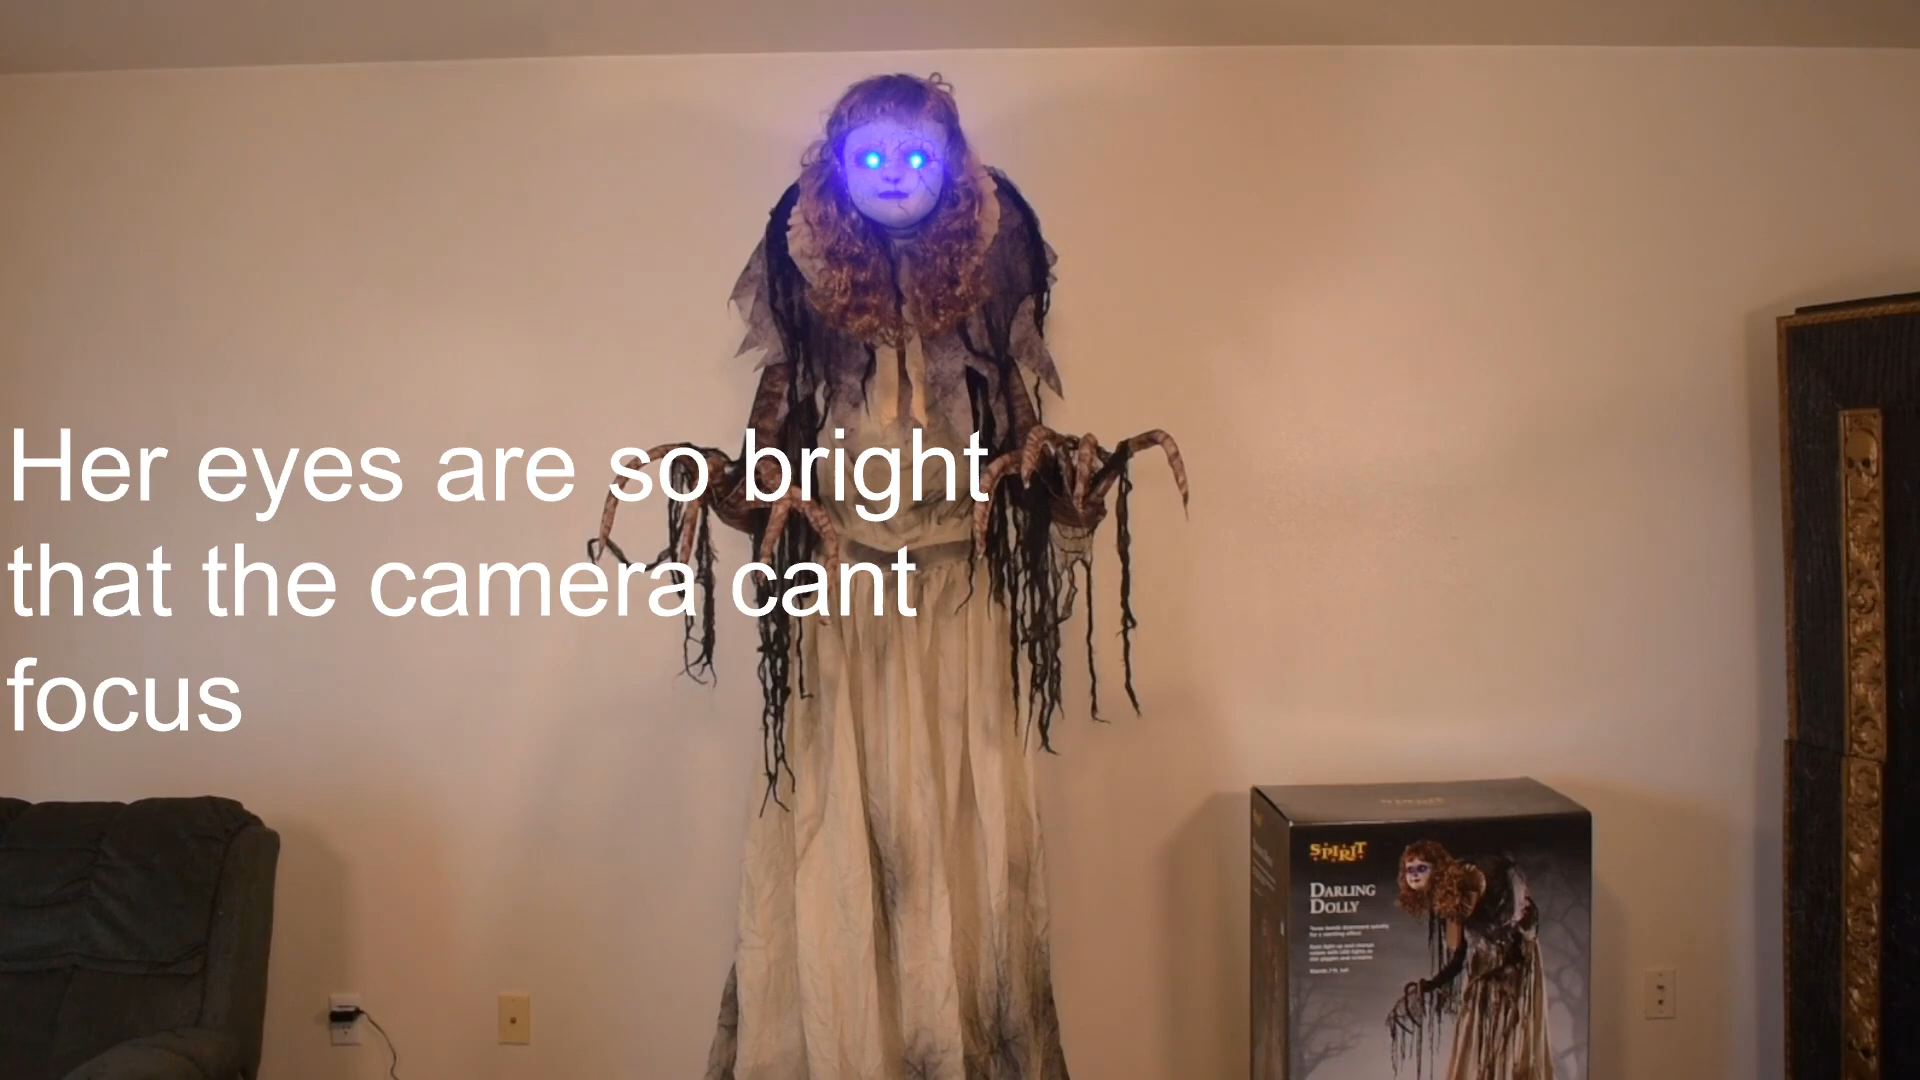 Her eyes are so bright
that the camera cant
focus
SPIRIT
DARLING
DOLLY